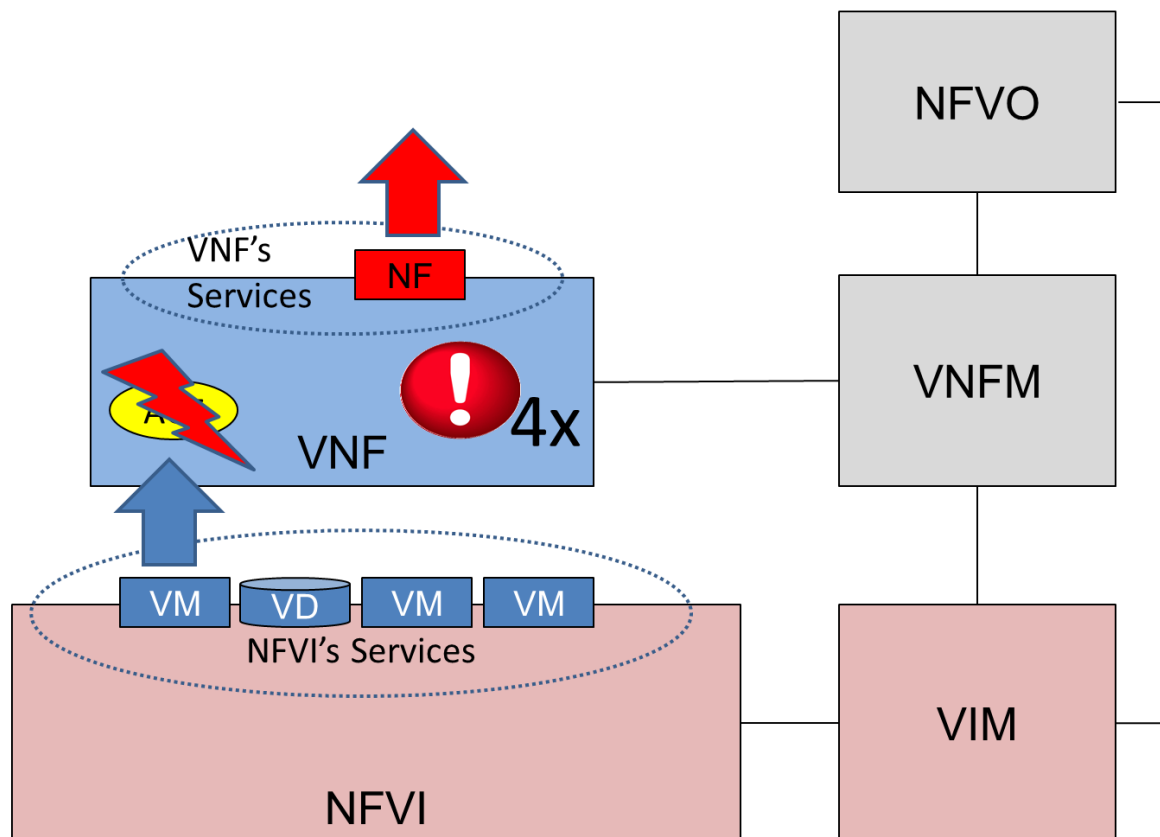 NFVO
VNF's
Services
NF
VNFM
4x
VNF
VM
VD
VM
VM
NFVI's Services
VIM
NFVI